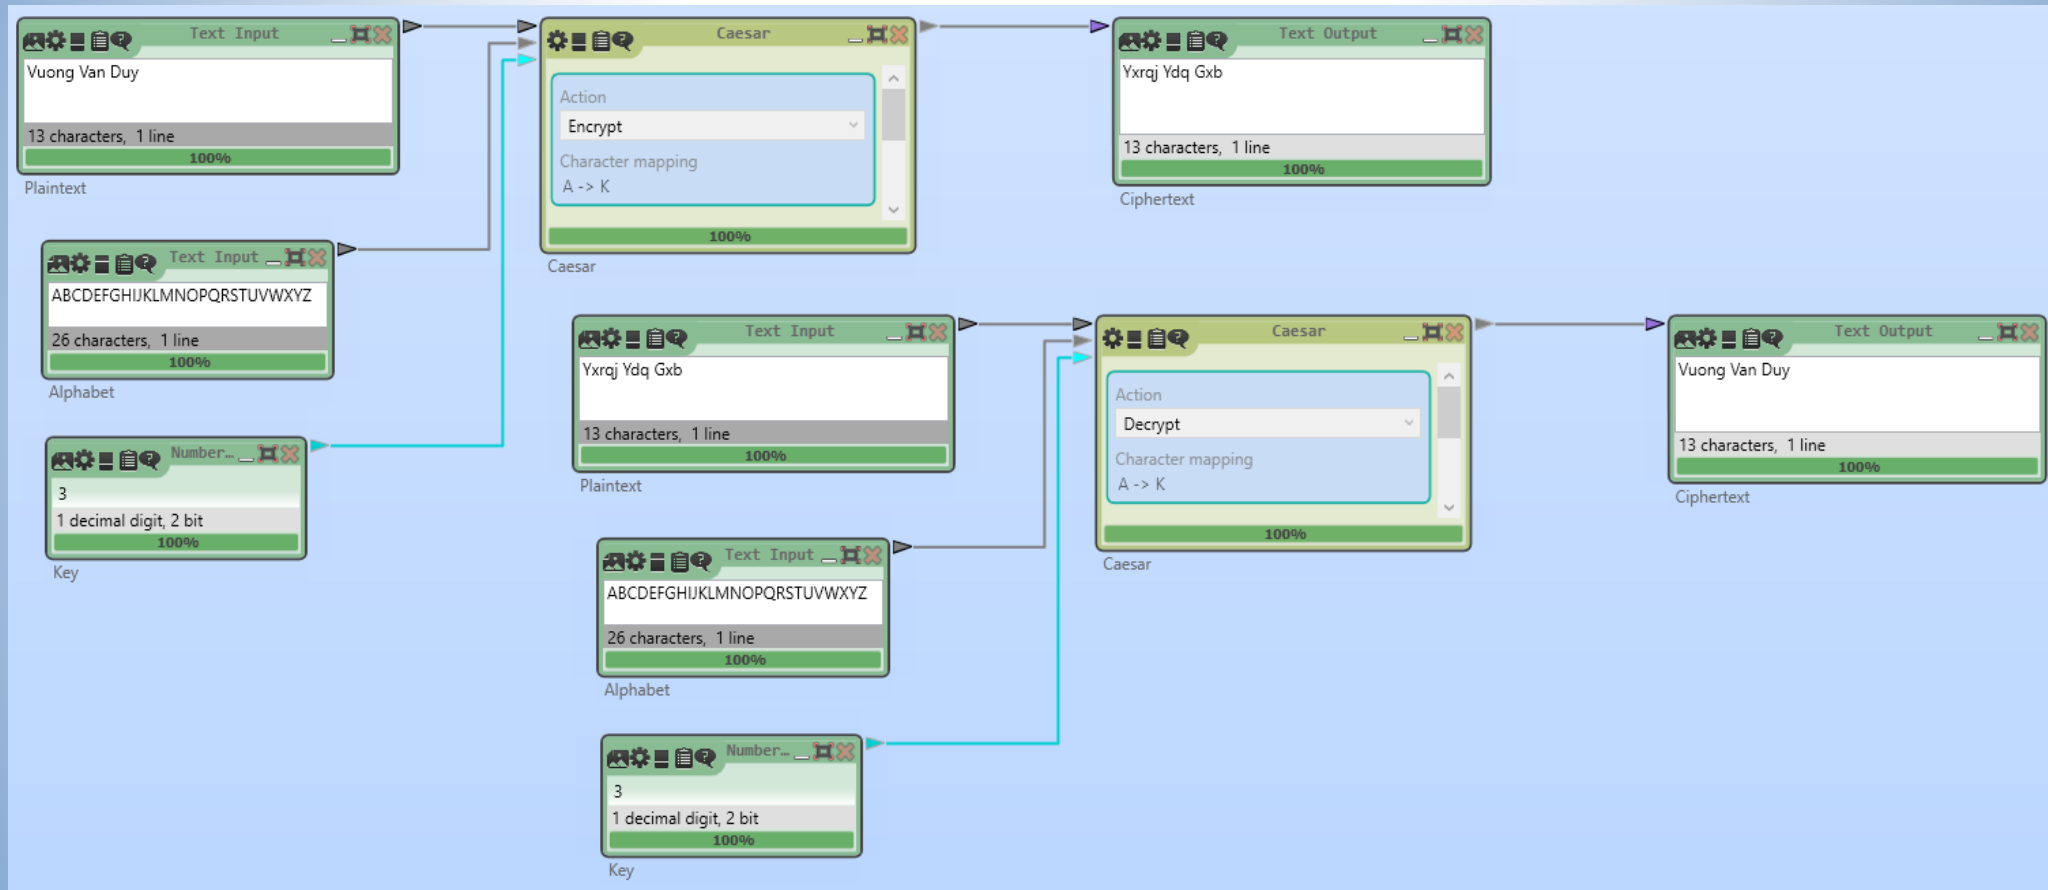 Text Input
Vuong Van Duy
13 characters,  1 line
100%
Plaintext
Text Input
ABCDEFGHIJKLMNOPQRSTUVWXYZ
26 characters,  1 line
100%
Alphabet
Number...
3
1 decimal digit, 2 bit
100%
Key
Caesar
Action
Encrypt
Character mapping
A -> K
100%
Caesar
Text Output
Yxrqj Ydq Gxb
13 characters,  1 line
100%
Ciphertext
Text Input
Yxrqj Ydq Gxb
13 characters,  1 line
100%
Plaintext
Text Input
ABCDEFGHIJKLMNOPQRSTUVWXYZ
26 characters,  1 line
100%
Alphabet
Number...
3
1 decimal digit, 2 bit
100%
Key
Caesar
Action
Decrypt
Character mapping
A -> K
100%
Caesar
Text Output
Vuong Van Duy
13 characters,  1 line
100%
Ciphertext